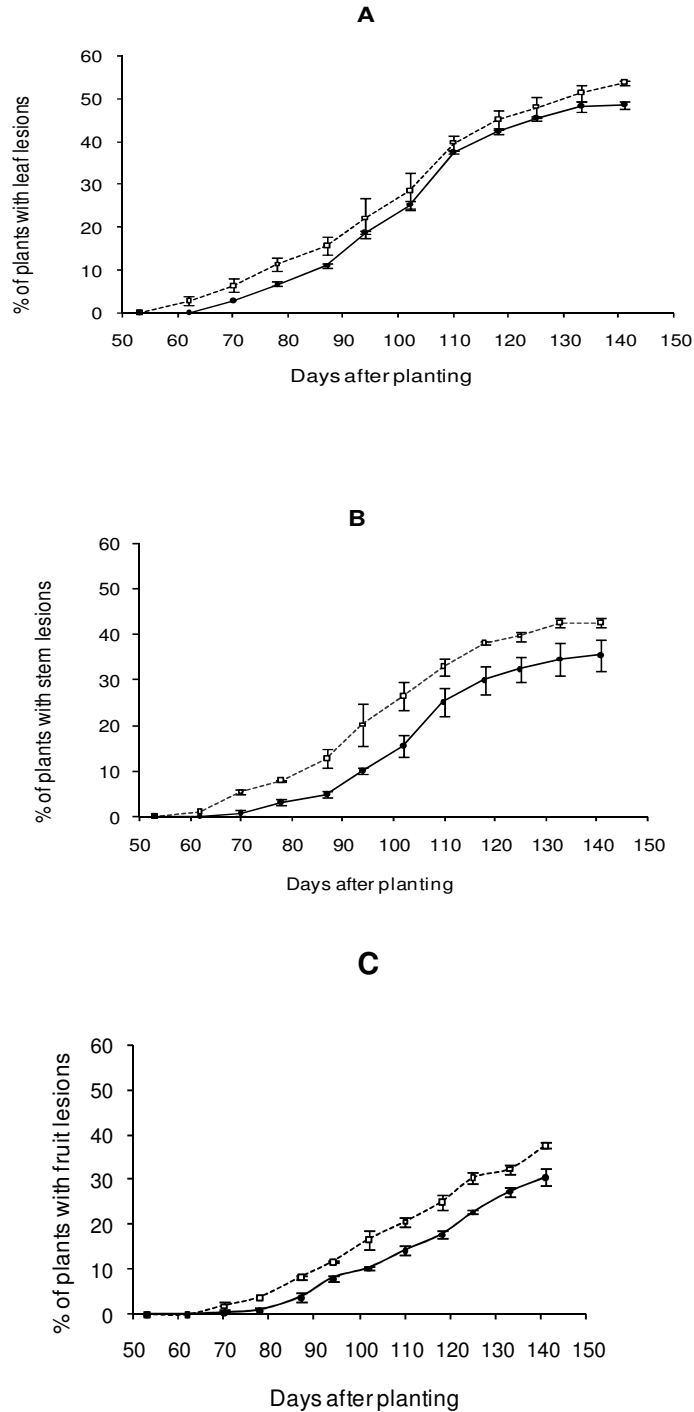 A
60
50
40
30
20
10
0
% of plants with leaf lesions
50 60 70 80 90 100 110 120 130 140 150
Days after planting
B
60
50
40
30
20
10
0
% of plants with stem lesions
50 60 70 80 90 100 110 120 130 140 150
Days after planting
C
60
50
40
30
20
10
0
% of plants with fruit lesions
50 60 70 80 90 100 110 120 130 140 150
Days after planting